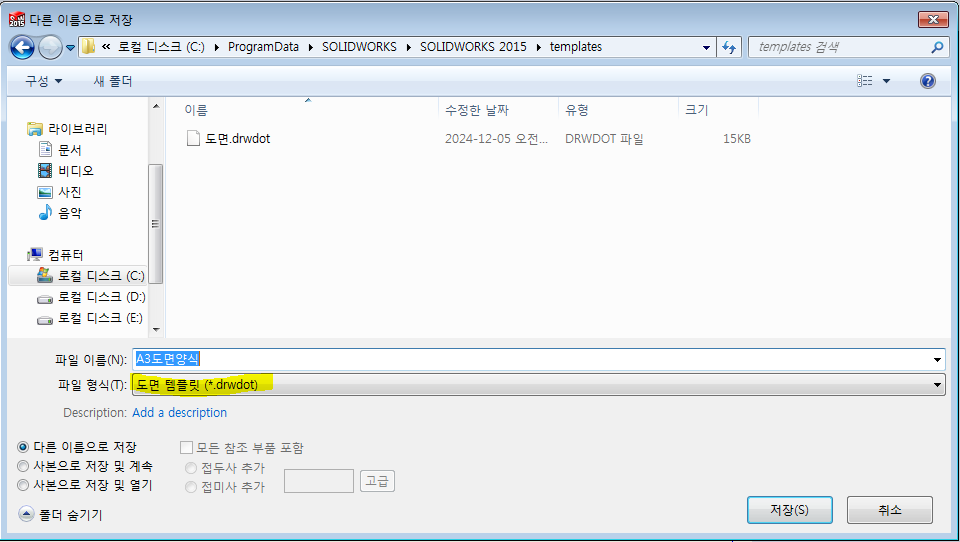 다른 이름으로 저장
« 로컬 디스크 (C:) ▸ ProgramData ▸ SOLIDWORKS ▸ SOLIDWORKS 2015 ▸ templates
templates 검색
구성 새 폴더
이름 수정한 날짜 유형 크기
도면.drwdot 2024-12-05 오전... DRWDOT 파일 15KB
라이브러리
문서
비디오
사진
음악
컴퓨터
로컬 디스크 (C:)
로컬 디스크 (D:)
로컬 디스크 (E:)
파일 이름(N): A3도면양식
파일 형식(T): 도면 템플릿 (*.drwdot)
Description: Add a description
다른 이름으로 저장
사본으로 저장 및 계속
사본으로 저장 및 열기
모든 참조 부품 포함
접두사 추가
접미사 추가
고급
폴더 숨기기
저장(S) 취소